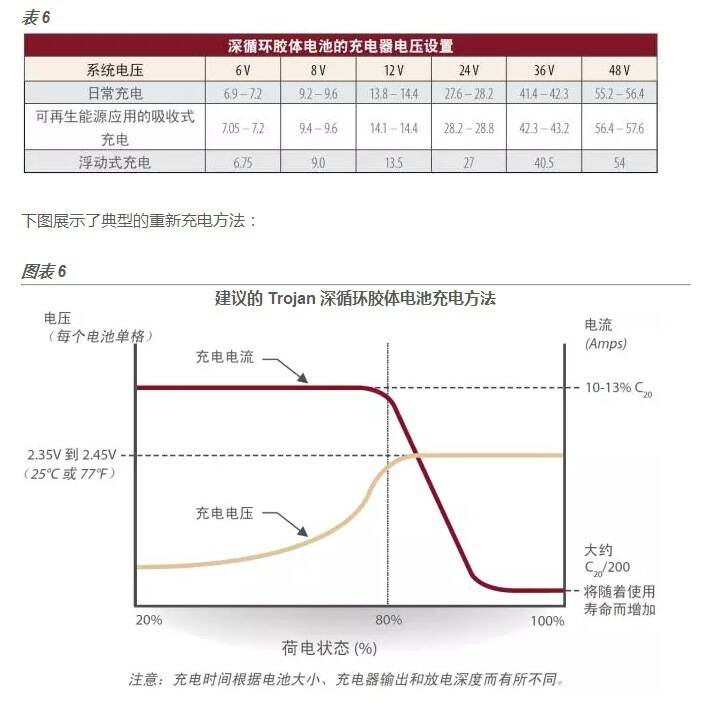 表 6
深循环胶体电池的充电器电压设置
系统电压 6 V 8 V 12 V 24 V 36 V 48 V
日常充电 6.9 – 7.2 9.2 – 9.6 13.8 – 14.4 27.6 – 28.2 41.4 – 42.3 55.2 – 56.4
可再生能源应用的吸收式
充电 7.05 – 7.2 9.4 – 9.6 14.1 – 14.4 28.2 – 28.8 42.3 – 43.2 56.4 – 57.6
浮动式充电 6.75 9.0 13.5 27 40.5 54
下图展示了典型的重新充电方法：
图表 6
建议的 Trojan 深循环胶体电池充电方法
电压
（每个电池单格）
电流
(Amps)
充电电流
10-13% C20
2.35V 到 2.45V
（25℃ 或 77℉）
充电电压
大约
C20/200
将随着使用
寿命而增加
20% 80% 100%
荷电状态 (%)
注意：充电时间根据电池大小、充电器输出和放电深度而有所不同。